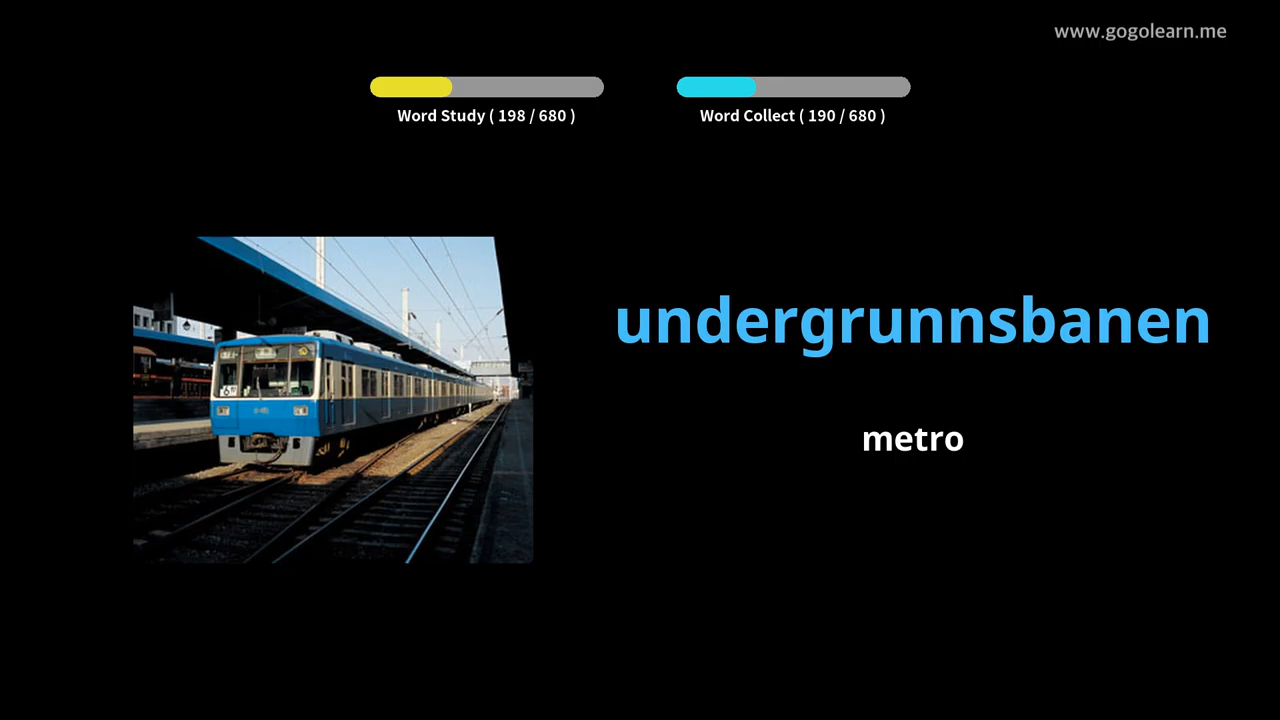 www.gogolearn.me
Word Study ( 198 / 680 )
Word Collect ( 190 / 680 )
undergrunnsbanen
metro